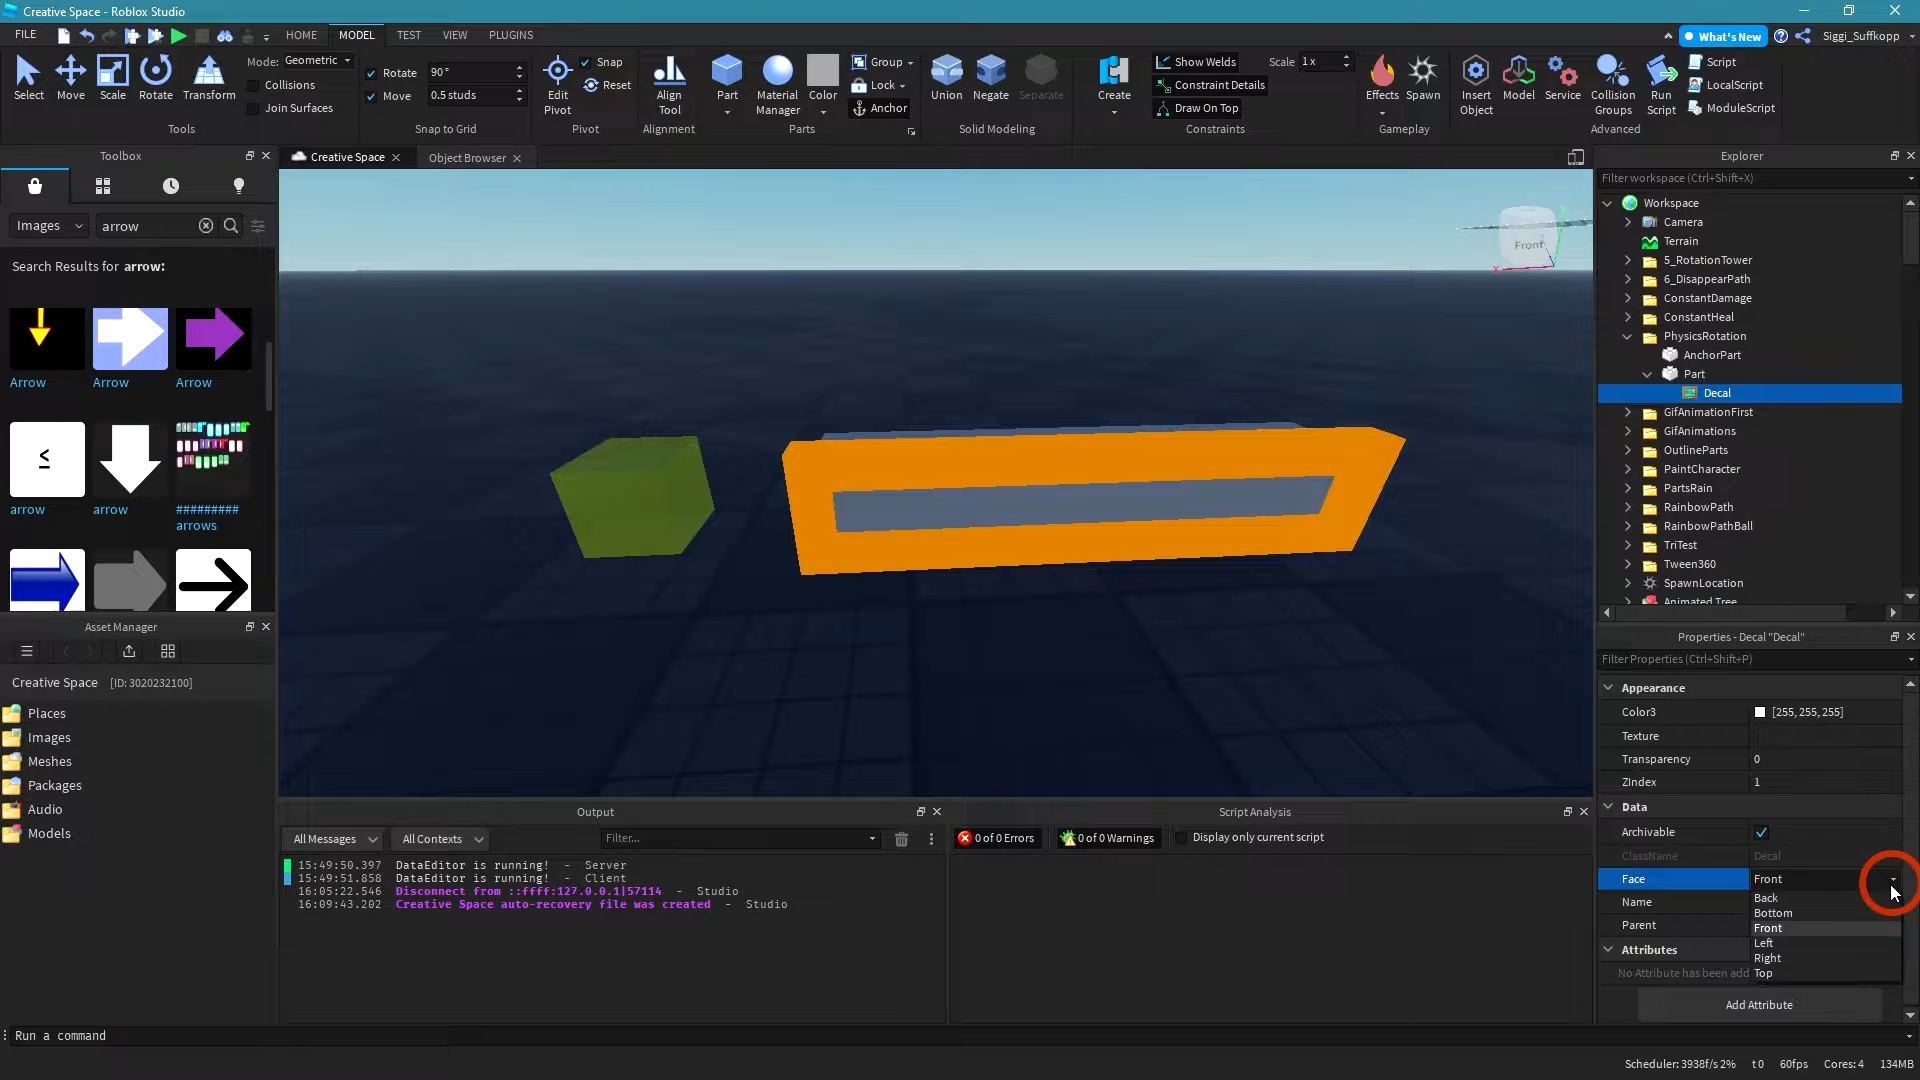 Creative Space - Roblox Studio
FILE
HOME
MODEL
TEST
VIEW
PLUGINS
What's New
Siggi_Suffkopp
Select
Move
Scale
Rotate
Transform
Mode: Geometric
Collisions
Join Surfaces
Tools
Rotate 90°
Move 0.5 studs
Snap to Grid
Edit Pivot
Snap
Reset
Pivot
Align Tool
Alignment
Part
Material Manager
Color
Group
Lock
Anchor
Parts
Union
Negate
Separate
Solid Modeling
Create
Show Welds
Scale 1 x
Constraint Details
Draw On Top
Constraints
Effects
Spawn
Gameplay
Insert Object
Model
Service
Collision Groups
Run Script
Script
LocalScript
ModuleScript
Advanced
Toolbox
Images
arrow
Search Results for arrow:
Arrow
Arrow
Arrow
≤
arrow
arrow
#########
arrows
Asset Manager
Creative Space [ID: 3020232100]
Places
Images
Meshes
Packages
Audio
Models
Creative Space
Object Browser
Front
Y
X
Z
Output
All Messages
All Contexts
Filter...
15:49:50.397 DataEditor is running! - Server
15:49:51.858 DataEditor is running! - Client
16:05:22.546 Disconnect from ::ffff:127.0.0.1|57114 - Studio
16:09:43.202 Creative Space auto-recovery file was created - Studio
Script Analysis
0 of 0 Errors
0 of 0 Warnings
Display only current script
Explorer
Filter workspace (Ctrl+Shift+X)
Workspace
Camera
Terrain
5_RotationTower
6_DisappearPath
ConstantDamage
ConstantHeal
PhysicsRotation
AnchorPart
Part
Decal
GifAnimationFirst
GifAnimations
OutlineParts
PaintCharacter
PartsRain
RainbowPath
RainbowPathBall
TriTest
Tween360
SpawnLocation
Animated Tree
Properties - Decal "Decal"
Filter Properties (Ctrl+Shift+P)
Appearance
Color3 [255, 255, 255]
Texture
Transparency 0
ZIndex 1
Data
Archivable
ClassName Decal
Face Front
Name
Parent
Back
Bottom
Front
Left
Right
Top
Attributes
No Attribute has been add
Add Attribute
Run a command
Scheduler: 3938f/s 2% t 0 60fps Cores: 4 134MB